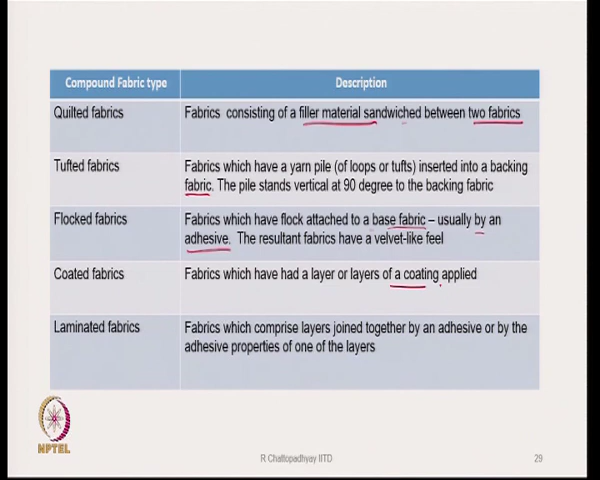 Compound Fabric type
Description
Quilted fabrics
Fabrics consisting of a filler material sandwiched between two fabrics
Tufted fabrics
Fabrics which have a yarn pile (of loops or tufts) inserted into a backing
fabric. The pile stands vertical at 90 degree to the backing fabric
Flocked fabrics
Fabrics which have flock attached to a base fabric – usually by an
adhesive. The resultant fabrics have a velvet-like feel
Coated fabrics
Fabrics which have had a layer or layers of a coating applied
Laminated fabrics
Fabrics which comprise layers joined together by an adhesive or by the
adhesive properties of one of the layers
NPTEL
R Chattopadhyay IITD
29